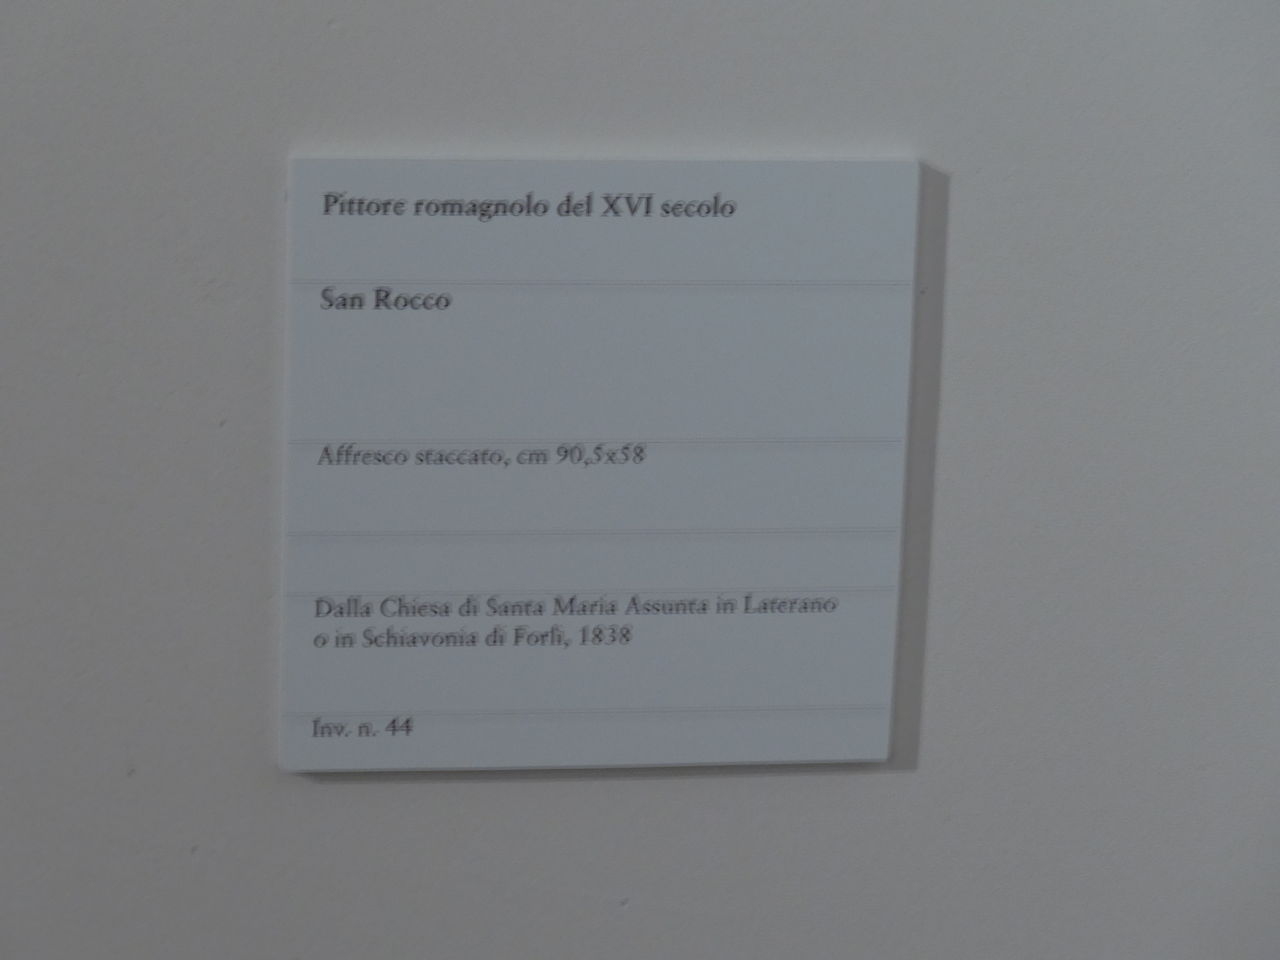 Pittore romagnolo del XVI secolo
San Rocco
Affresco staccato, cm 90,5x58
Dalla Chiesa di Santa Maria Assunta in Laterano
o in Schiavonia di Forlì, 1838
Inv. n. 44